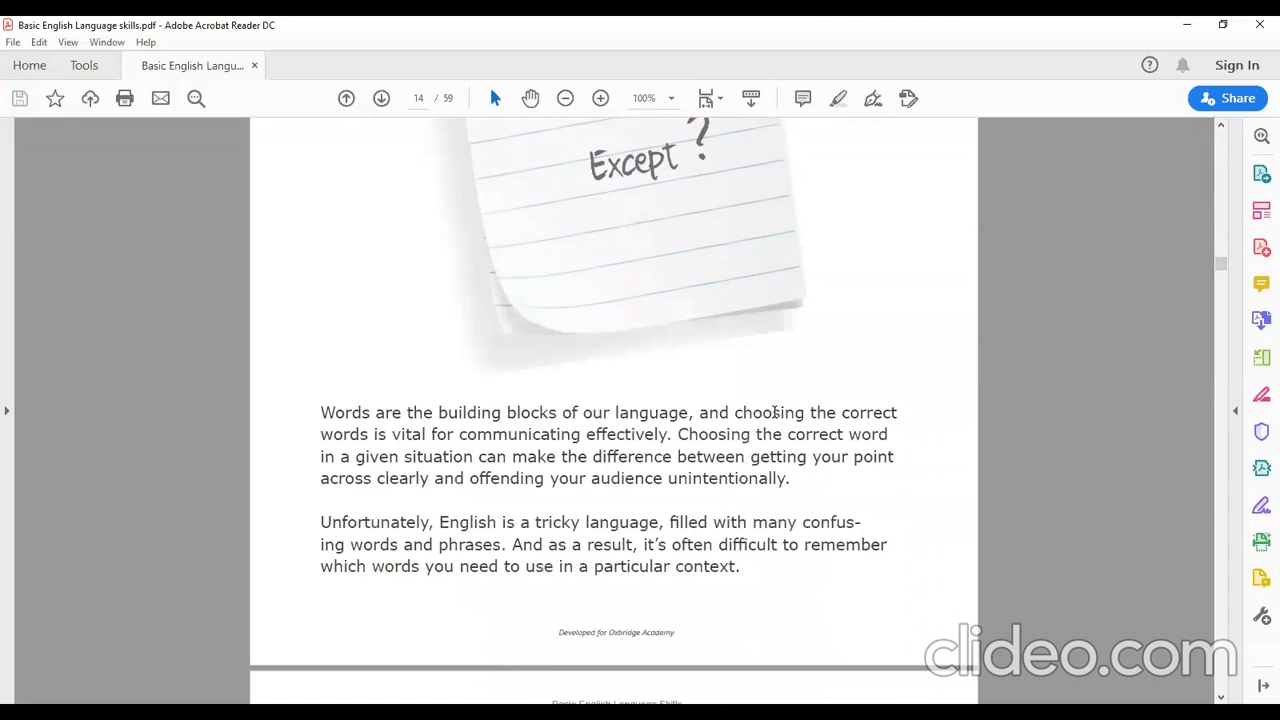 Basic English Language skills.pdf - Adobe Acrobat Reader DC
File Edit View Window Help
Home Tools Basic English Langu... × Sign In
14 / 59 100% Share
Except ?
Words are the building blocks of our language, and choosing the correct
words is vital for communicating effectively. Choosing the correct word
in a given situation can make the difference between getting your point
across clearly and offending your audience unintentionally.
Unfortunately, English is a tricky language, filled with many confus-
ing words and phrases. And as a result, it’s often difficult to remember
which words you need to use in a particular context.
Developed for Oxbridge Academy
clideo.com
Basic English Language Skills